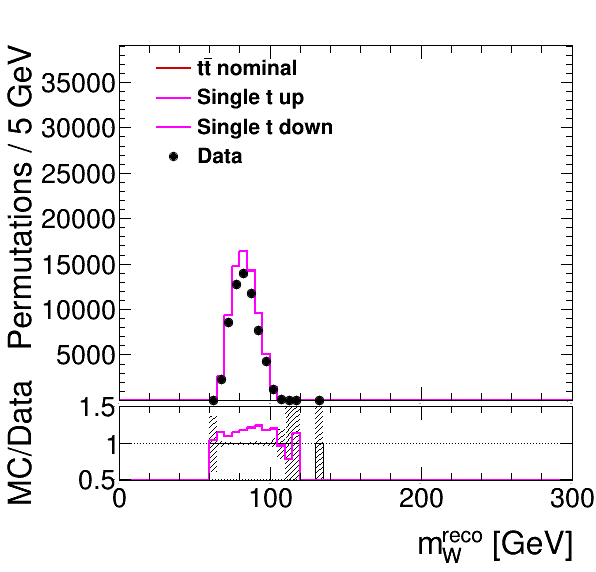 Permutations / 5 GeV
35000
30000
25000
20000
15000
10000
5000
tt̄ nominal
Single t up
Single t down
Data
MC/Data
1.5
1
0.5
0 100 200 300
m_W^reco [GeV]